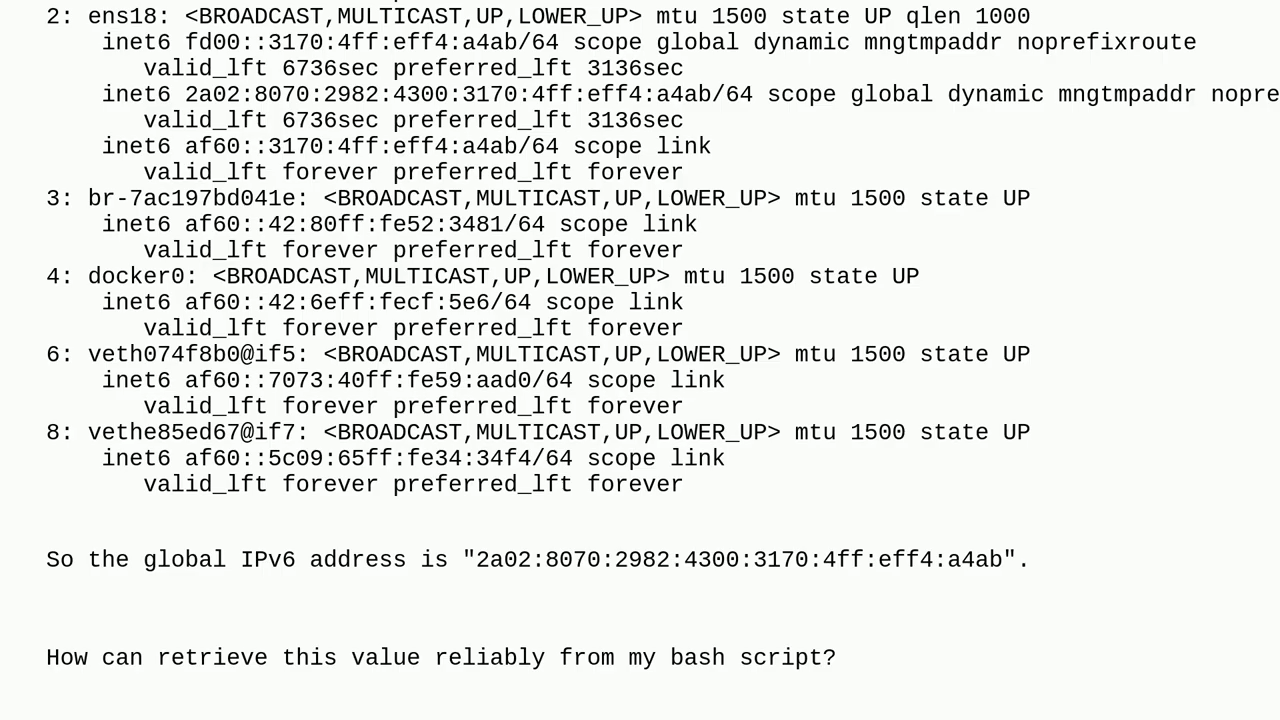 2: ens18: <BROADCAST,MULTICAST,UP,LOWER_UP> mtu 1500 state UP qlen 1000
inet6 fd00::3170:4ff:eff4:a4ab/64 scope global dynamic mngtmpaddr noprefixroute
valid_lft 6736sec preferred_lft 3136sec
inet6 2a02:8070:2982:4300:3170:4ff:eff4:a4ab/64 scope global dynamic mngtmpaddr nopre
valid_lft 6736sec preferred_lft 3136sec
inet6 af60::3170:4ff:eff4:a4ab/64 scope link
valid_lft forever preferred_lft forever
3: br-7ac197bd041e: <BROADCAST,MULTICAST,UP,LOWER_UP> mtu 1500 state UP
inet6 af60::42:80ff:fe52:3481/64 scope link
valid_lft forever preferred_lft forever
4: docker0: <BROADCAST,MULTICAST,UP,LOWER_UP> mtu 1500 state UP
inet6 af60::42:6eff:fecf:5e6/64 scope link
valid_lft forever preferred_lft forever
6: veth074f8b0@if5: <BROADCAST,MULTICAST,UP,LOWER_UP> mtu 1500 state UP
inet6 af60::7073:40ff:fe59:aad0/64 scope link
valid_lft forever preferred_lft forever
8: vethe85ed67@if7: <BROADCAST,MULTICAST,UP,LOWER_UP> mtu 1500 state UP
inet6 af60::5c09:65ff:fe34:34f4/64 scope link
valid_lft forever preferred_lft forever
So the global IPv6 address is "2a02:8070:2982:4300:3170:4ff:eff4:a4ab".
How can retrieve this value reliably from my bash script?